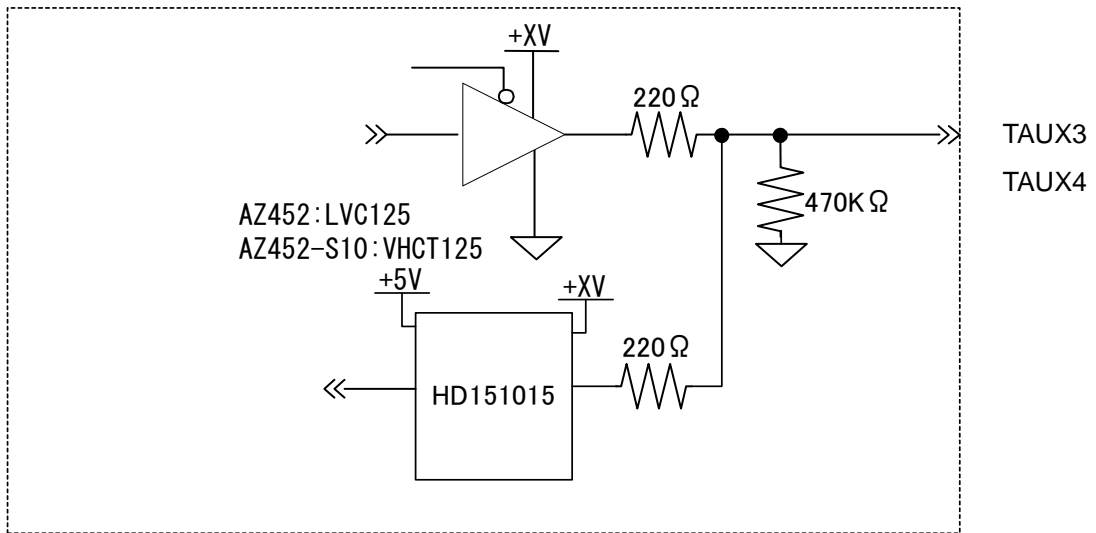 +XV
220Ω
TAUX3
TAUX4
470KΩ
AZ452:LVC125
AZ452-S10:VHCT125
+5V
+XV
220Ω
HD151015